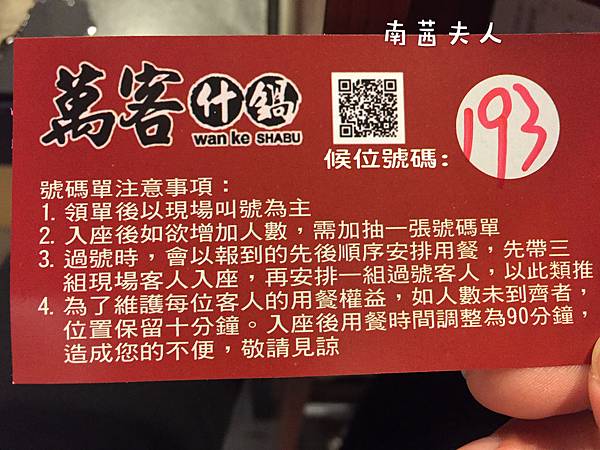 南茜夫人
萬客什鍋
wan ke SHABU
候位號碼: 193
號碼單注意事項：
1. 領單後以現場叫號為主
2. 入座後如欲增加人數，需加抽一張號碼單
3. 過號時，會以報到的先後順序安排用餐，先帶三
組現場客人入座，再安排一組過號客人，以此類推
4. 為了維護每位客人的用餐權益，如人數未到齊者，
位置保留十分鐘。入座後用餐時間調整為90分鐘，
造成您的不便，敬請見諒